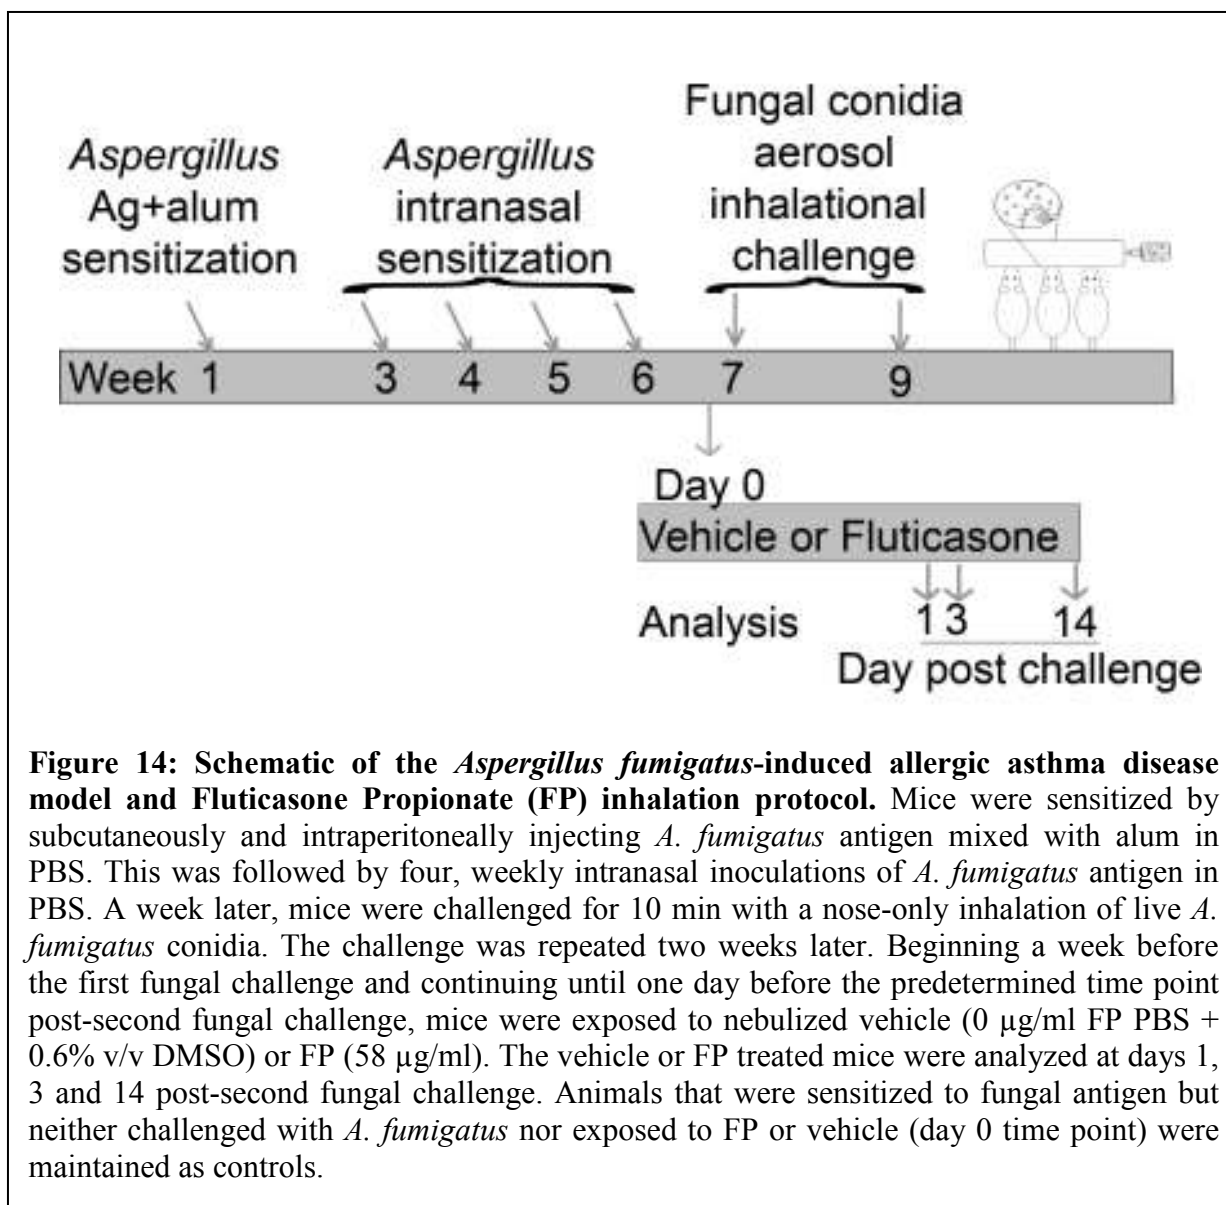 Aspergillus
Ag+alum
sensitization
Aspergillus
intranasal
sensitization
Fungal conidia
aerosol
inhalational
challenge
Week 1 3 4 5 6 7 9
Day 0
Vehicle or Fluticasone
Analysis 1 3 14
Day post challenge
Figure 14: Schematic of the Aspergillus fumigatus-induced allergic asthma disease
model and Fluticasone Propionate (FP) inhalation protocol. Mice were sensitized by
subcutaneously and intraperitoneally injecting A. fumigatus antigen mixed with alum in
PBS. This was followed by four, weekly intranasal inoculations of A. fumigatus antigen in
PBS. A week later, mice were challenged for 10 min with a nose-only inhalation of live A.
fumigatus conidia. The challenge was repeated two weeks later. Beginning a week before
the first fungal challenge and continuing until one day before the predetermined time point
post-second fungal challenge, mice were exposed to nebulized vehicle (0 µg/ml FP PBS +
0.6% v/v DMSO) or FP (58 µg/ml). The vehicle or FP treated mice were analyzed at days 1,
3 and 14 post-second fungal challenge. Animals that were sensitized to fungal antigen but
neither challenged with A. fumigatus nor exposed to FP or vehicle (day 0 time point) were
maintained as controls.